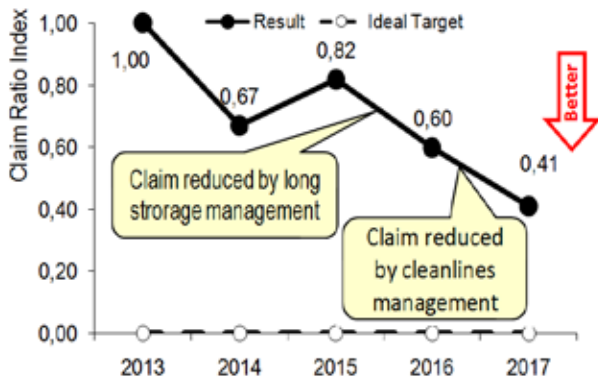 Claim Ratio Index
1,00
0,80
0,60
0,40
0,20
0,00
Result
Ideal Target
1,00
0,67
0,82
0,60
0,41
Better
Claim reduced by long
strorage management
Claim reduced
by cleanlines
management
2013 2014 2015 2016 2017